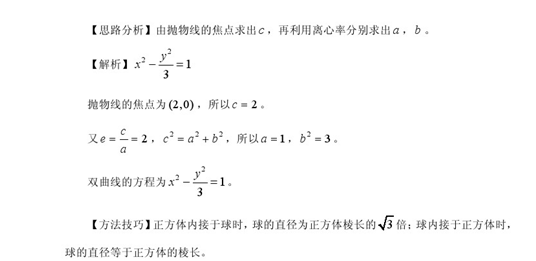 【思路分析】由抛物线的焦点求出c，再利用离心率分别求出a，b。
【解析】x² − y²/3 = 1
抛物线的焦点为(2,0)，所以c = 2。
又e = c/a = 2，c² = a² + b²，所以a = 1，b² = 3。
双曲线的方程为x² − y²/3 = 1。
【方法技巧】正方体内接于球时，球的直径为正方体棱长的√3倍；球内接于正方体时，
球的直径等于正方体的棱长。